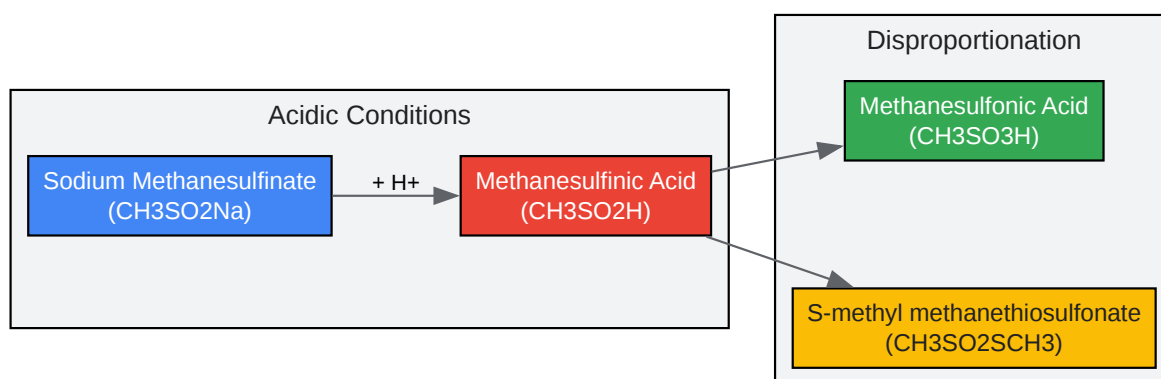 Acidic Conditions
Sodium Methanesulfinate
(CH3SO2Na)
+ H+
Methanesulfinic Acid
(CH3SO2H)
Disproportionation
Methanesulfonic Acid
(CH3SO3H)
S-methyl methanethiosulfonate
(CH3SO2SCH3)